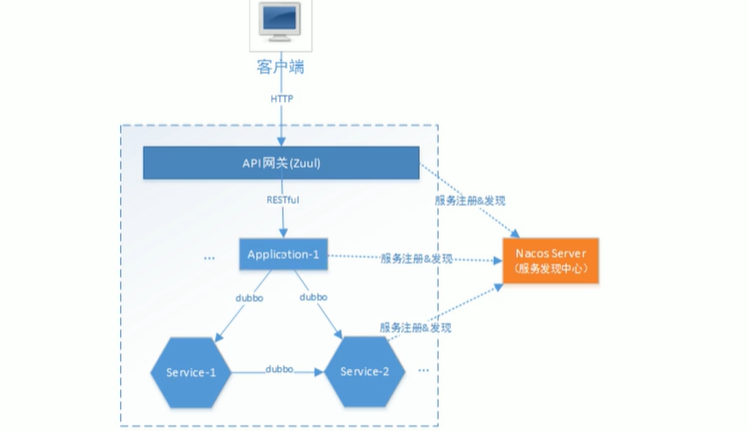 客户端
HTTP
API网关(Zuul)
RESTful
服务注册&发现
Application-1
...
服务注册&发现
Nacos Server
(服务发现中心)
dubbo
dubbo
服务注册&发现
Service-1
dubbo
Service-2
...